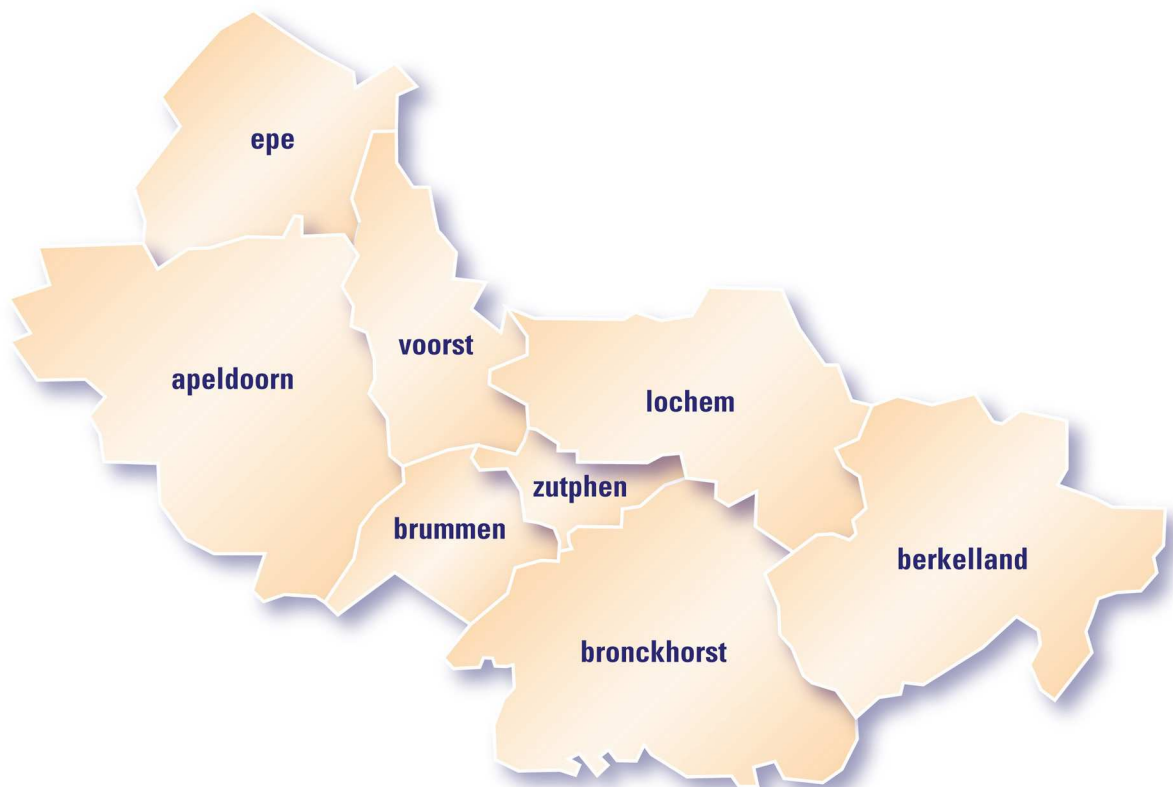 epe
voorst
apeldoorn
lochem
zutphen
brummen
berkelland
bronckhorst